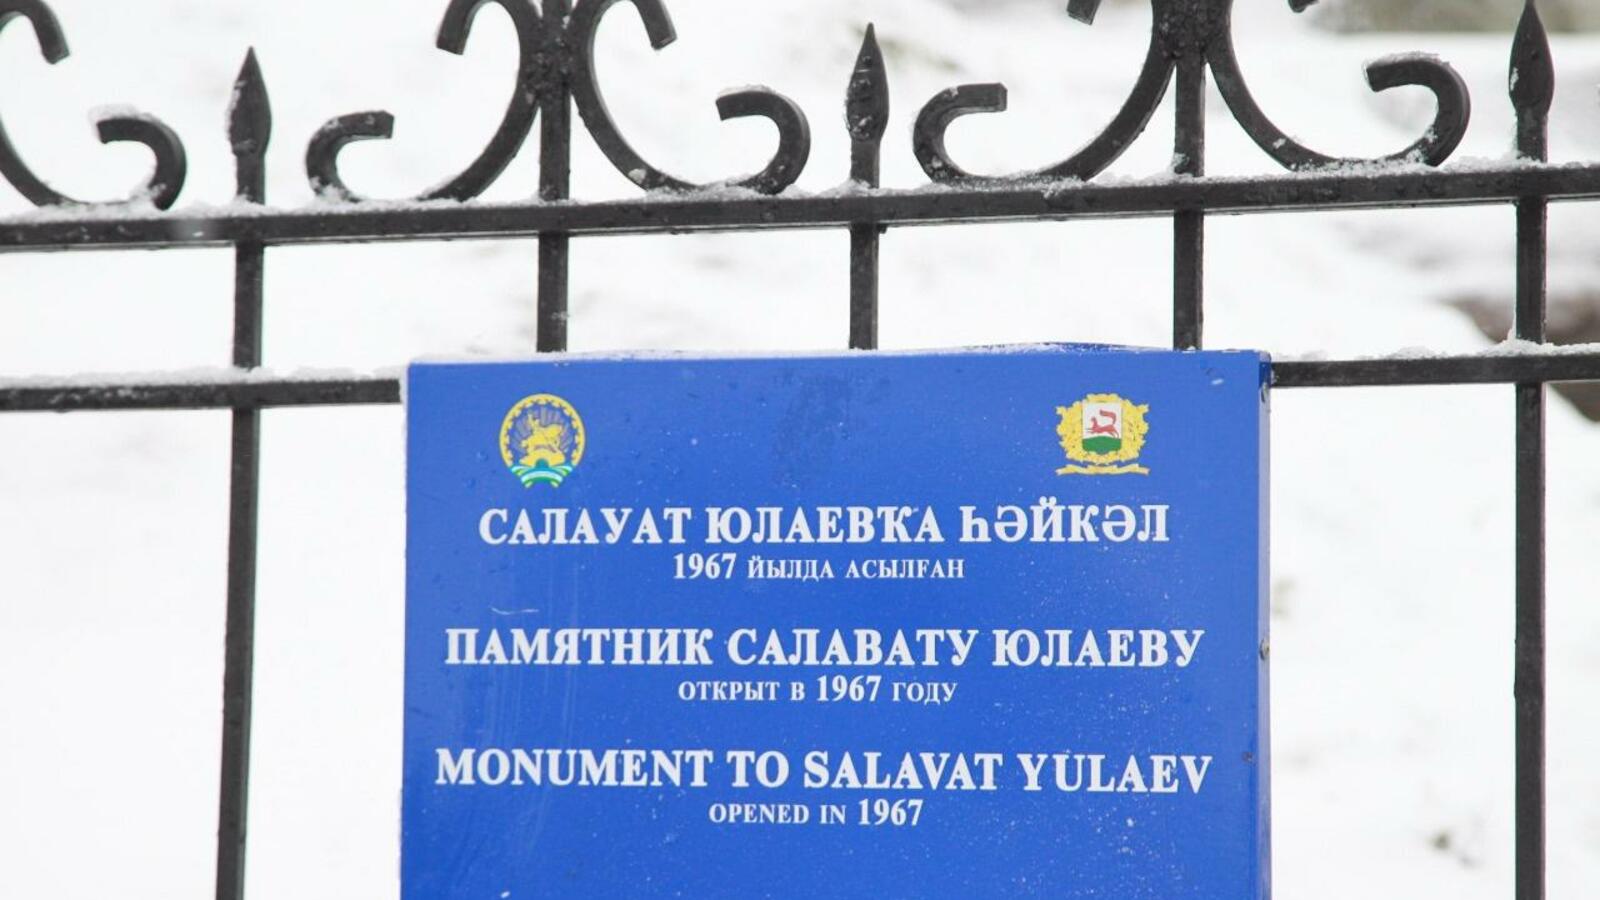 САЛАУАТ ЮЛАЕВҠА ҺӘЙКӘЛ
1967 ЙЫЛДА АСЫЛҒАН
ПАМЯТНИК САЛАВАТУ ЮЛАЕВУ
ОТКРЫТ В 1967 ГОДУ
MONUMENT TO SALAVAT YULAEV
OPENED IN 1967